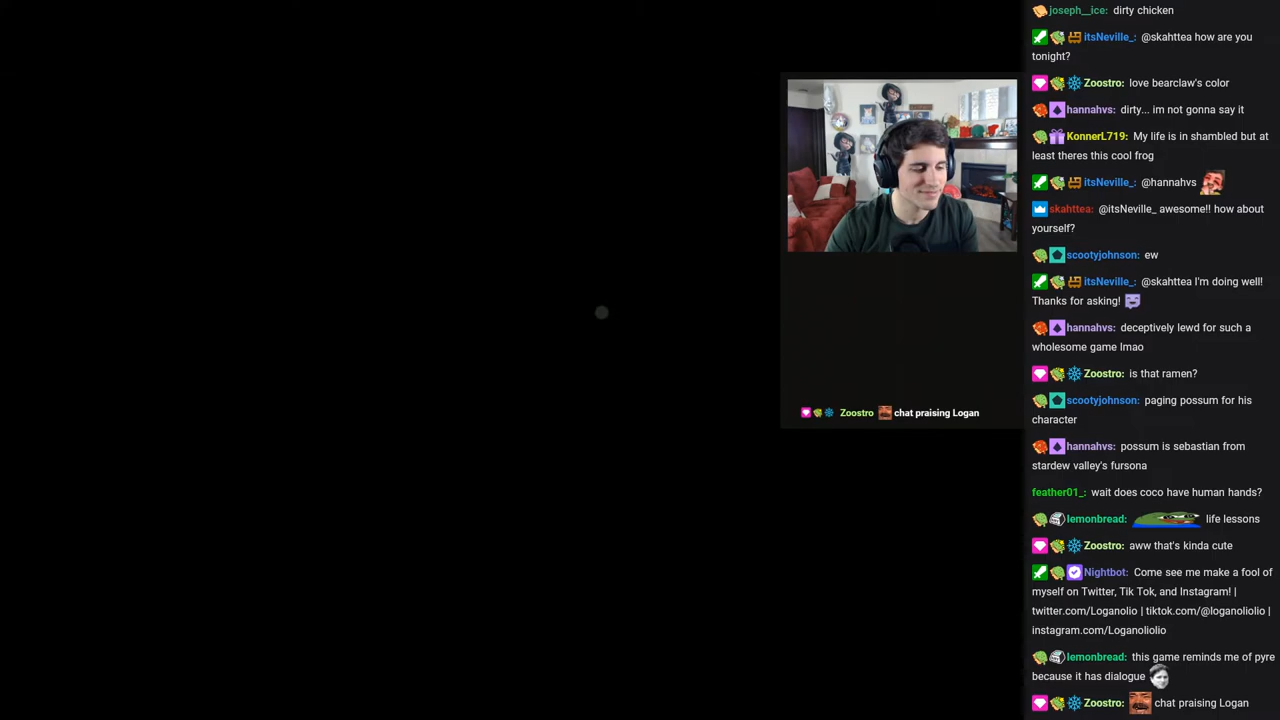 joseph__ice: dirty chicken
itsNeville_: @skahttea how are you
tonight?
Zoostro: love bearclaw's color
hannahvs: dirty... im not gonna say it
KonnerL719: My life is in shambled but at
least theres this cool frog
itsNeville_: @hannahvs
skahttea: @itsNeville_ awesome!! how about
yourself?
scootyjohnson: ew
itsNeville_: @skahttea I'm doing well!
Thanks for asking!
hannahvs: deceptively lewd for such a
wholesome game lmao
Zoostro: is that ramen?
scootyjohnson: paging possum for his
character
hannahvs: possum is sebastian from
stardew valley's fursona
feather01_: wait does coco have human hands?
lemonbread: life lessons
Zoostro: aww that's kinda cute
Nightbot: Come see me make a fool of
myself on Twitter, Tik Tok, and Instagram! |
twitter.com/Loganolio | tiktok.com/@loganoliolio |
instagram.com/Loganoliolio
lemonbread: this game reminds me of pyre
because it has dialogue
Zoostro: chat praising Logan
Zoostro chat praising Logan